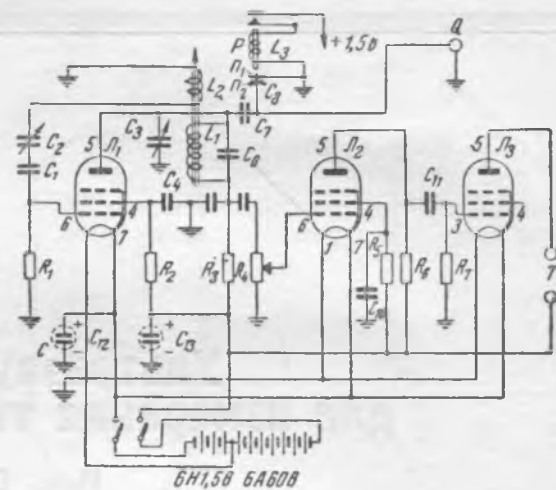 +1,5в
P L₃
П₁
П₂
C₈
a
L₂
C₂
C₁
5 Л₁
C₃
L₁
C₇
C₆
5 Л₂
5 Л₃
C₄
C₁₁
6 4
7
6 4
1 7
3 4
R₁
R₂
R₃
R₄
R₅
R₆
R₇
T
C C₁₂
+
−
C₁₃
+
−
C₁₀
6Н1,5в 6А60в